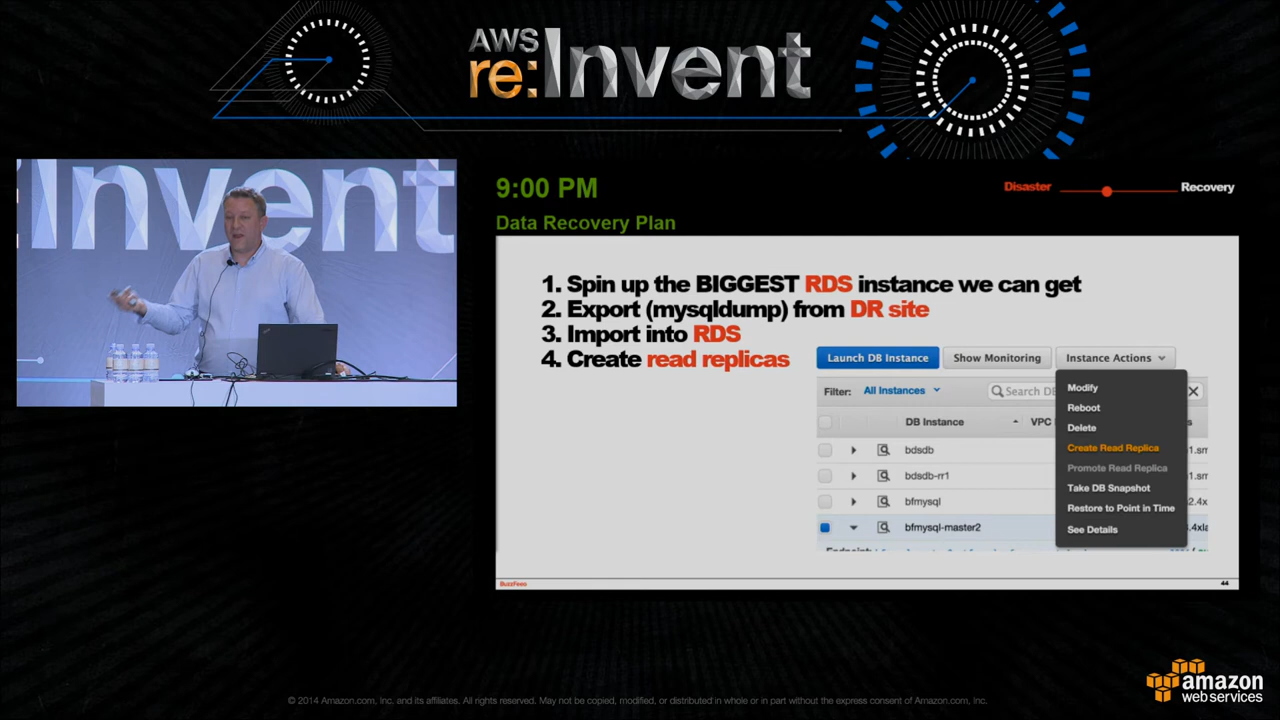 AWS
re:Invent
Invent
9:00 PM
Disaster
Recovery
Data Recovery Plan
1. Spin up the BIGGEST RDS instance we can get
2. Export (mysqldump) from DR site
3. Import into RDS
4. Create read replicas
Launch DB Instance
Show Monitoring
Instance Actions
Filter: All Instances
Search DB
DB Instance
VPC
bdsdb
bdsdb-rr1
bfmysql
bfmysql-master2
Modify
Reboot
Delete
Create Read Replica
Promote Read Replica
Take DB Snapshot
Restore to Point in Time
See Details
BuzzFeed
44
© 2014 Amazon.com, Inc. and its affiliates. All rights reserved. May not be copied, modified, or distributed in whole or in part without the express consent of Amazon.com, Inc.
amazon
web services